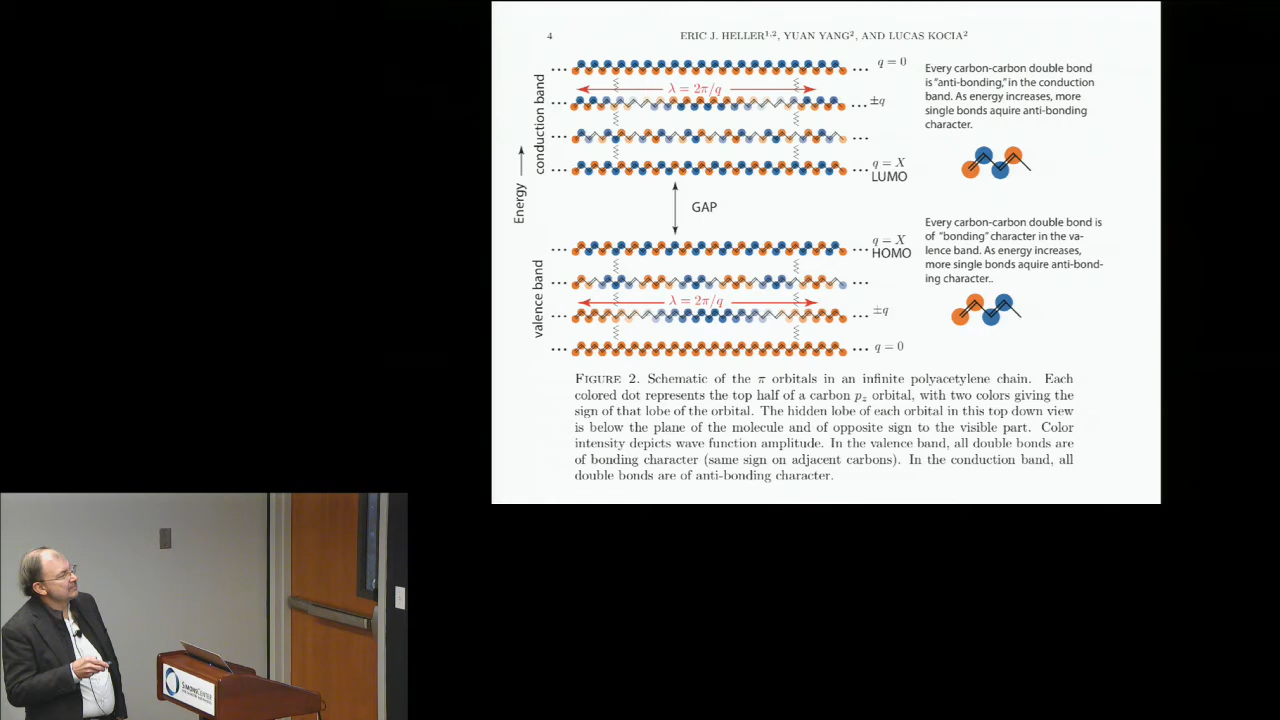 4 ERIC J. HELLER1,2, YUAN YANG2, AND LUCAS KOCIA2
conduction band
q = 0
λ = 2π/q
±q
q = X
LUMO
Energy
GAP
q = X
HOMO
valence band
λ = 2π/q
±q
q = 0
Every carbon-carbon double bond
is "anti-bonding," in the conduction
band. As energy increases, more
single bonds aquire anti-bonding
character.
Every carbon-carbon double bond is
of "bonding" character in the va-
lence band. As energy increases,
more single bonds aquire anti-bond-
ing character..
FIGURE 2. Schematic of the π orbitals in an infinite polyacetylene chain. Each
colored dot represents the top half of a carbon pz orbital, with two colors giving the
sign of that lobe of the orbital. The hidden lobe of each orbital in this top down view
is below the plane of the molecule and of opposite sign to the visible part. Color
intensity depicts wave function amplitude. In the valence band, all double bonds are
of bonding character (same sign on adjacent carbons). In the conduction band, all
double bonds are of anti-bonding character.
SIMONS CENTER